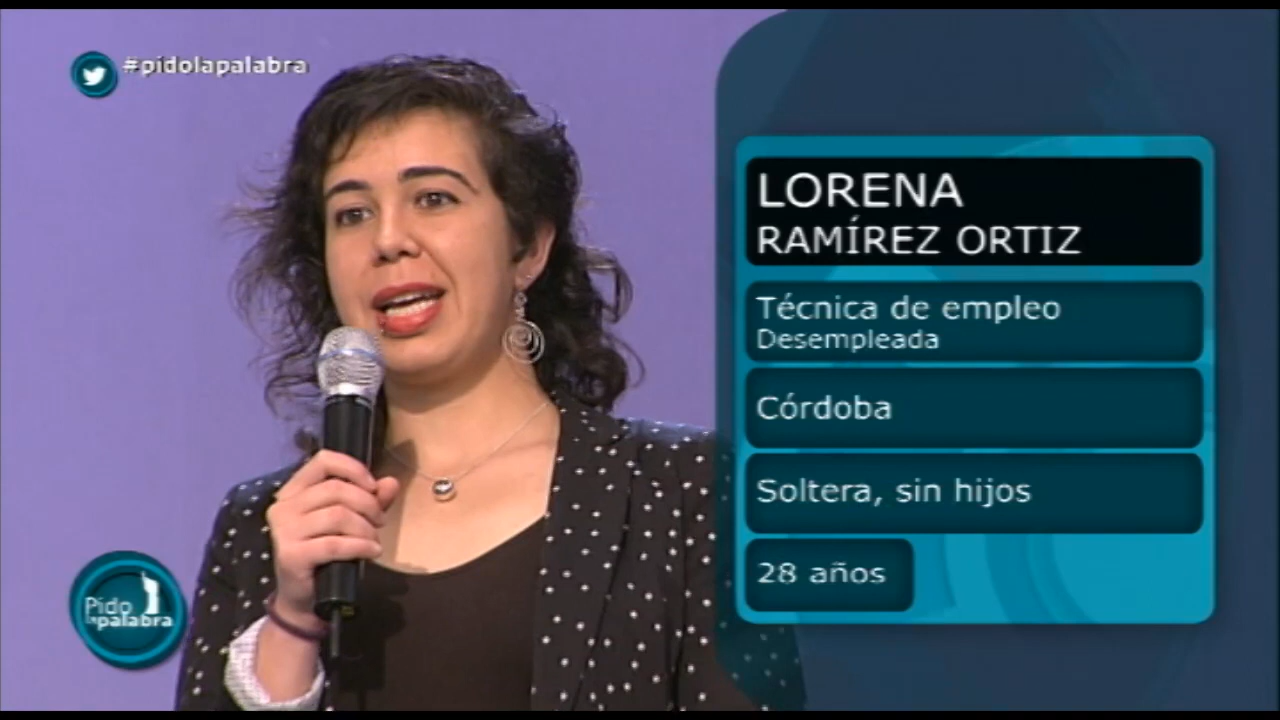 #pidolapalabra
LORENA
RAMÍREZ ORTIZ
Técnica de empleo
Desempleada
Córdoba
Soltera, sin hijos
28 años
Pido
la palabra